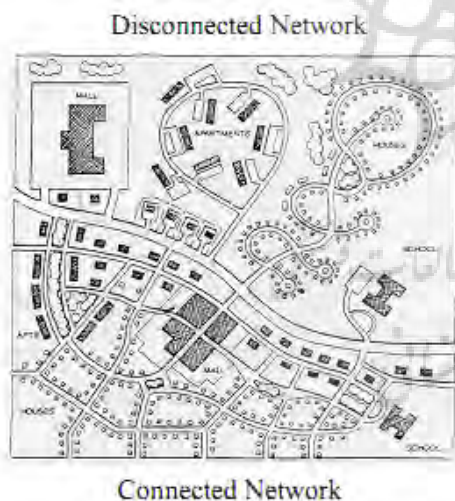 Disconnected Network
MALL
APARTMENTS
HOUSES
SCHOOL
APTS
MALL
HOUSES
SCHOOL
Connected Network